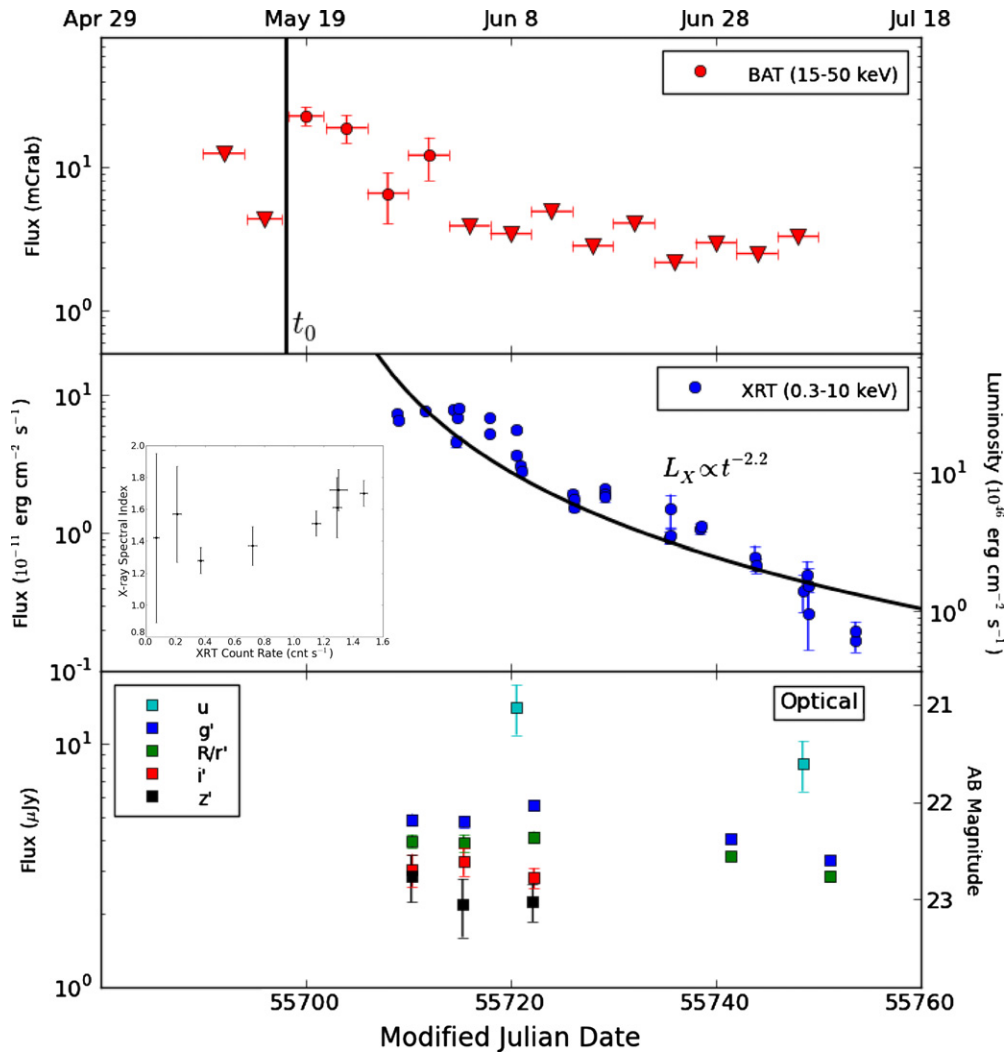 Apr 29 May 19 Jun 8 Jun 28 Jul 18
BAT (15-50 keV)
Flux (mCrab)
10¹
10⁰
t₀
XRT (0.3-10 keV)
Flux (10⁻¹¹ erg cm⁻² s⁻¹)
10¹
10⁰
10⁻¹
L_X ∝ t⁻²·²
Luminosity (10⁴⁶ erg cm⁻² s⁻¹)
10¹
10⁰
X-ray Spectral Index
2.0
1.8
1.6
1.4
1.2
1.0
0.8
0.0 0.2 0.4 0.6 0.8 1.0 1.2 1.4 1.6
XRT Count Rate (cnt s⁻¹)
u
g'
R/r'
i'
z'
Optical
Flux (μJy)
10¹
10⁰
AB Magnitude
21
22
23
55700 55720 55740 55760
Modified Julian Date